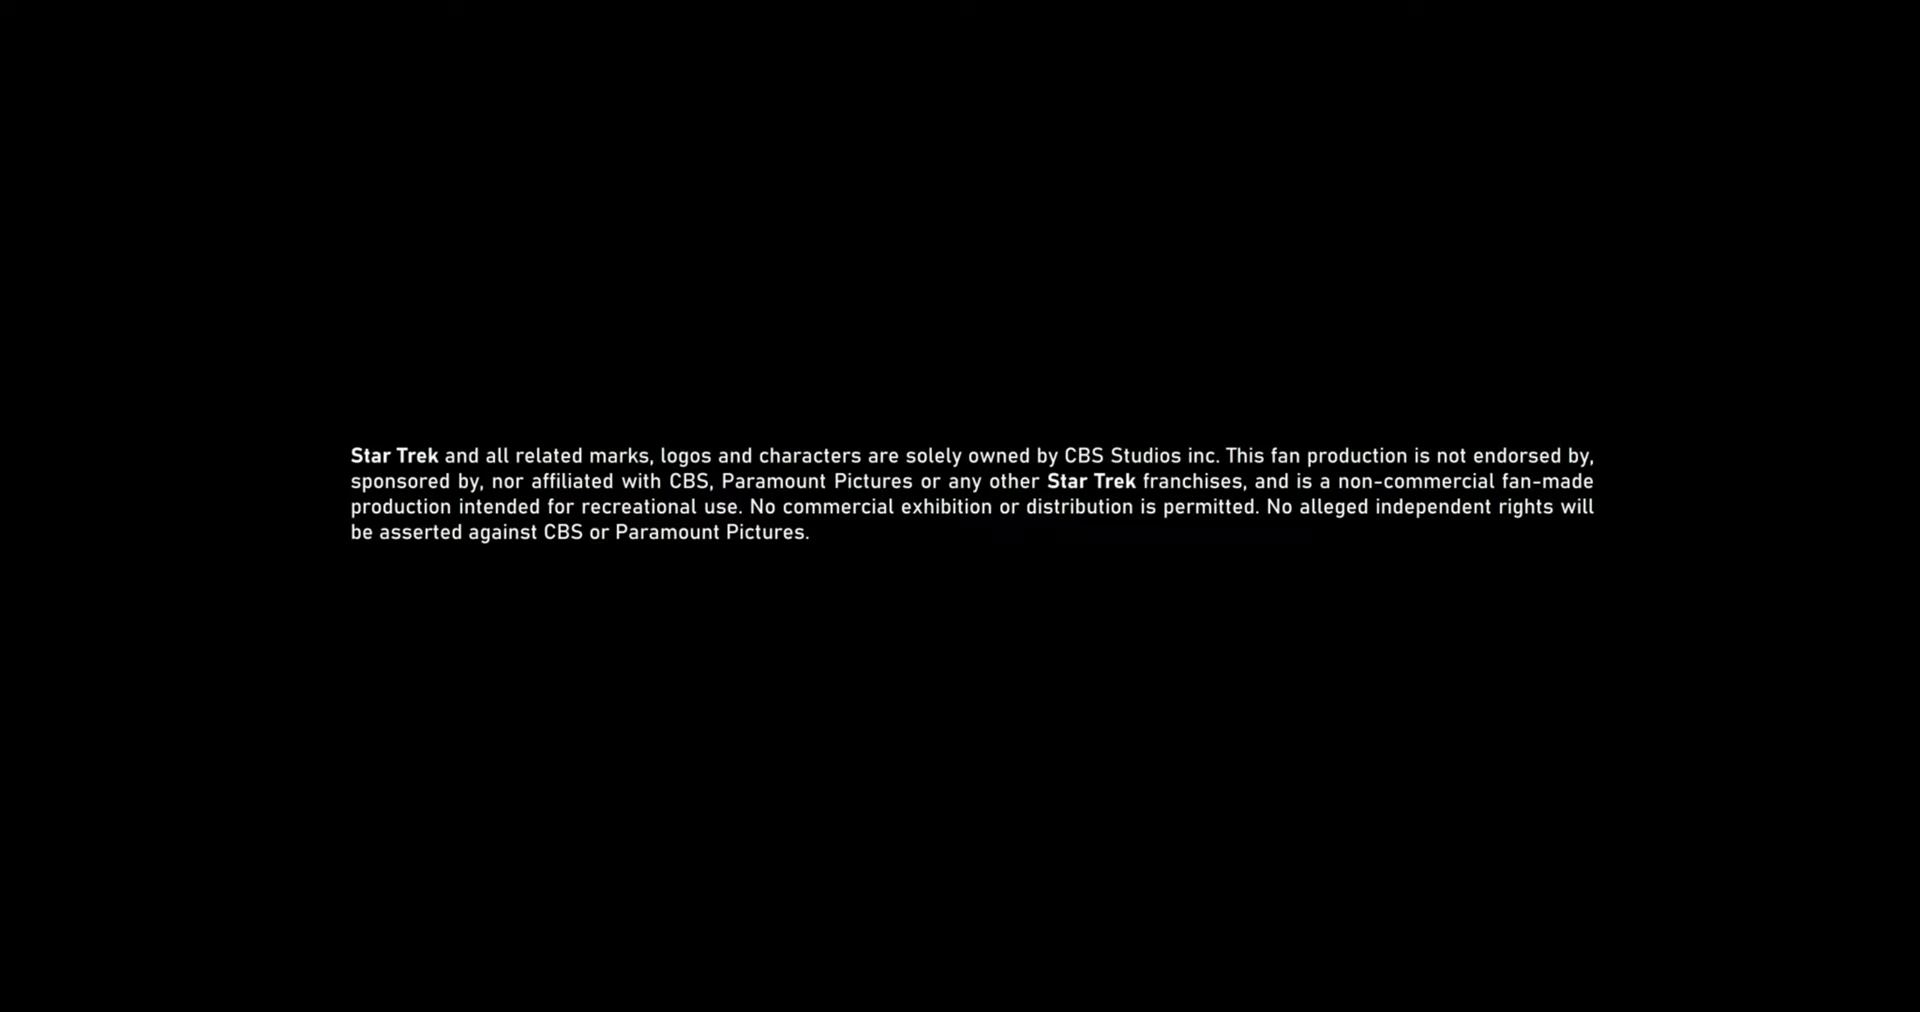 Star Trek and all related marks, logos and characters are solely owned by CBS Studios inc. This fan production is not endorsed by,
sponsored by, nor affiliated with CBS, Paramount Pictures or any other Star Trek franchises, and is a non-commercial fan-made
production intended for recreational use. No commercial exhibition or distribution is permitted. No alleged independent rights will
be asserted against CBS or Paramount Pictures.